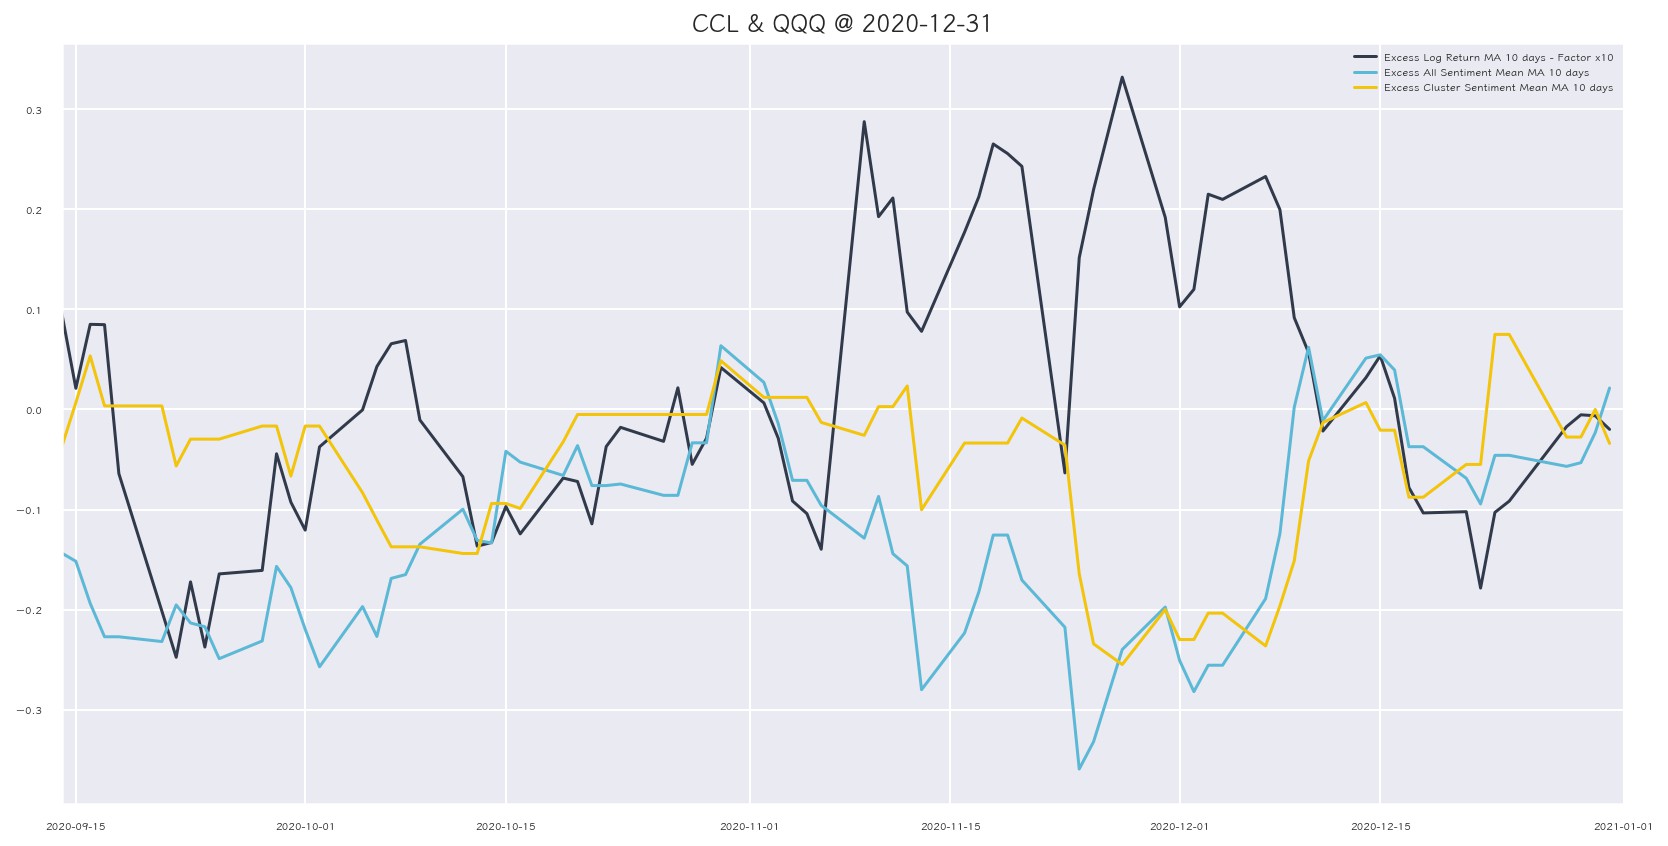 CCL & QQQ @ 2020-12-31
Excess Log Return MA 10 days - Factor x10
Excess All Sentiment Mean MA 10 days
Excess Cluster Sentiment Mean MA 10 days
0.3
0.2
0.1
0.0
−0.1
−0.2
−0.3
2020-09-15 2020-10-01 2020-10-15 2020-11-01 2020-11-15 2020-12-01 2020-12-15 2021-01-01